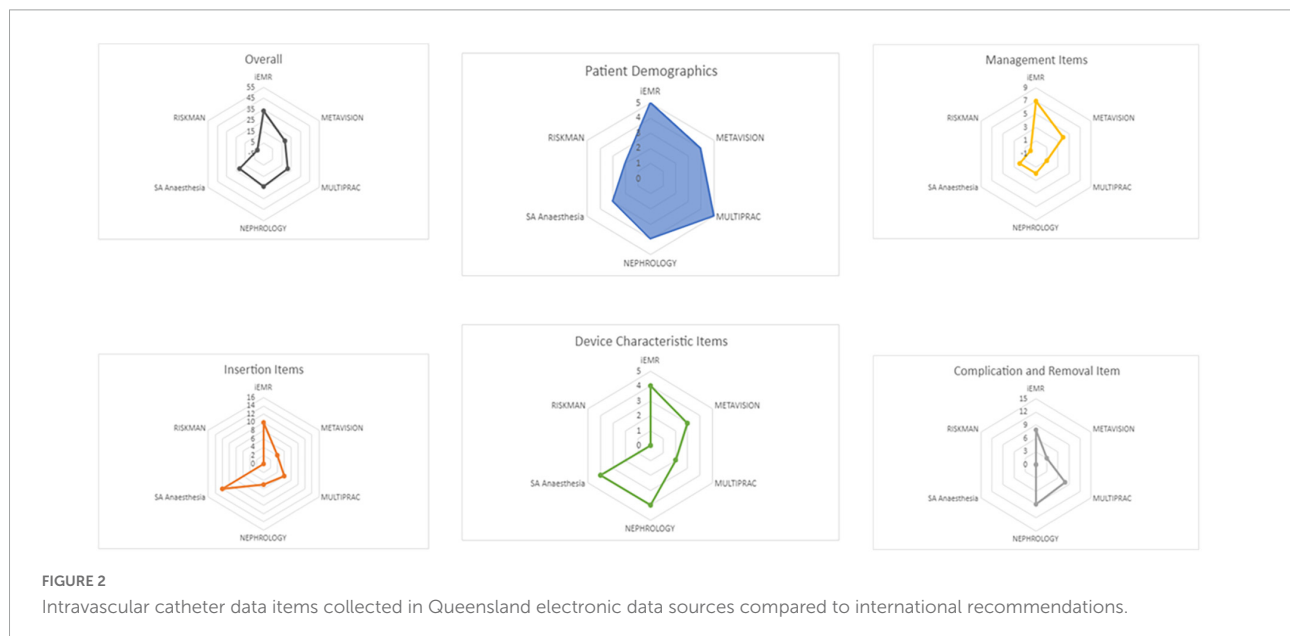 Overall
iEMR
55
45
35
25
15
5
-1
METAVISION
MULTIPRAC
NEPHROLOGY
SA Anaesthesia
RISKMAN
Patient Demographics
iEMR
5
4
3
2
1
0
METAVISION
MULTIPRAC
NEPHROLOGY
SA Anaesthesia
RISKMAN
Management Items
iEMR
9
7
5
3
1
-1
METAVISION
MULTIPRAC
NEPHROLOGY
SA Anaesthesia
RISKMAN
Insertion Items
iEMR
16
14
12
10
8
6
4
2
0
METAVISION
MULTIPRAC
NEPHROLOGY
SA Anaesthesia
RISKMAN
Device Characteristic Items
iEMR
5
4
3
2
1
0
METAVISION
MULTIPRAC
NEPHROLOGY
SA Anaesthesia
RISKMAN
Complication and Removal Item
iEMR
15
12
9
6
3
0
METAVISION
MULTIPRAC
NEPHROLOGY
SA Anaesthesia
RISKMAN
FIGURE 2
Intravascular catheter data items collected in Queensland electronic data sources compared to international recommendations.